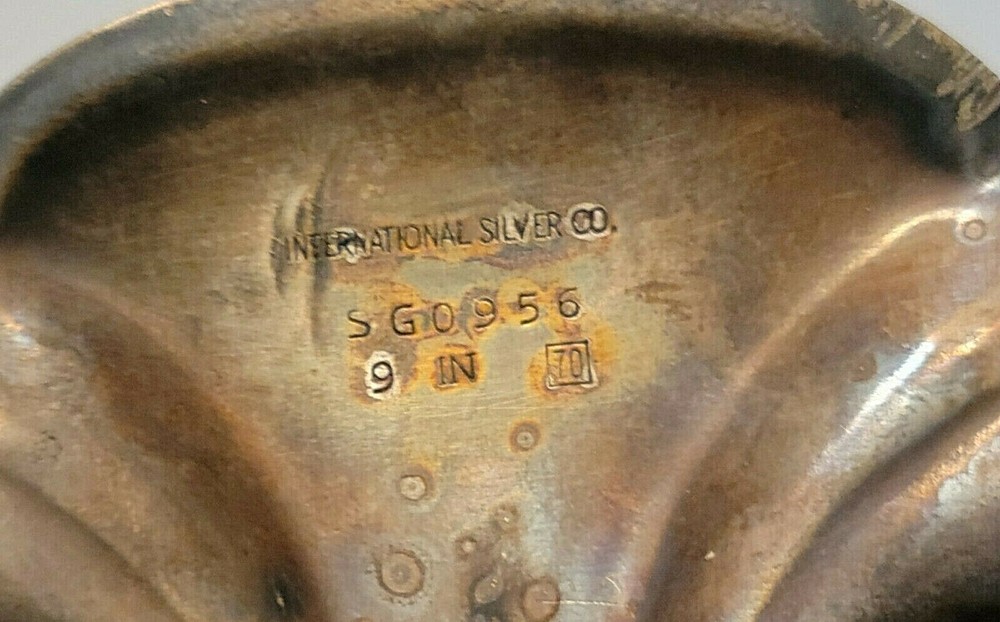 INTERNATIONAL SILVER CO.
SG0956
9 IN 70